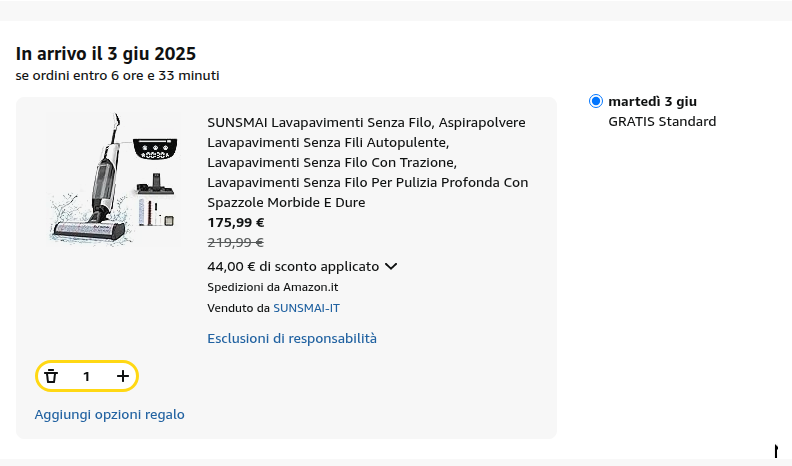 In arrivo il 3 giu 2025
se ordini entro 6 ore e 33 minuti
SUNSMAI Lavapavimenti Senza Filo, Aspirapolvere
Lavapavimenti Senza Fili Autopulente,
Lavapavimenti Senza Filo Con Trazione,
Lavapavimenti Senza Filo Per Pulizia Profonda Con
Spazzole Morbide E Dure
175,99 €
219,99 €
44,00 € di sconto applicato
Spedizioni da Amazon.it
Venduto da SUNSMAI-IT
Esclusioni di responsabilità
1
Aggiungi opzioni regalo
martedì 3 giu
GRATIS Standard